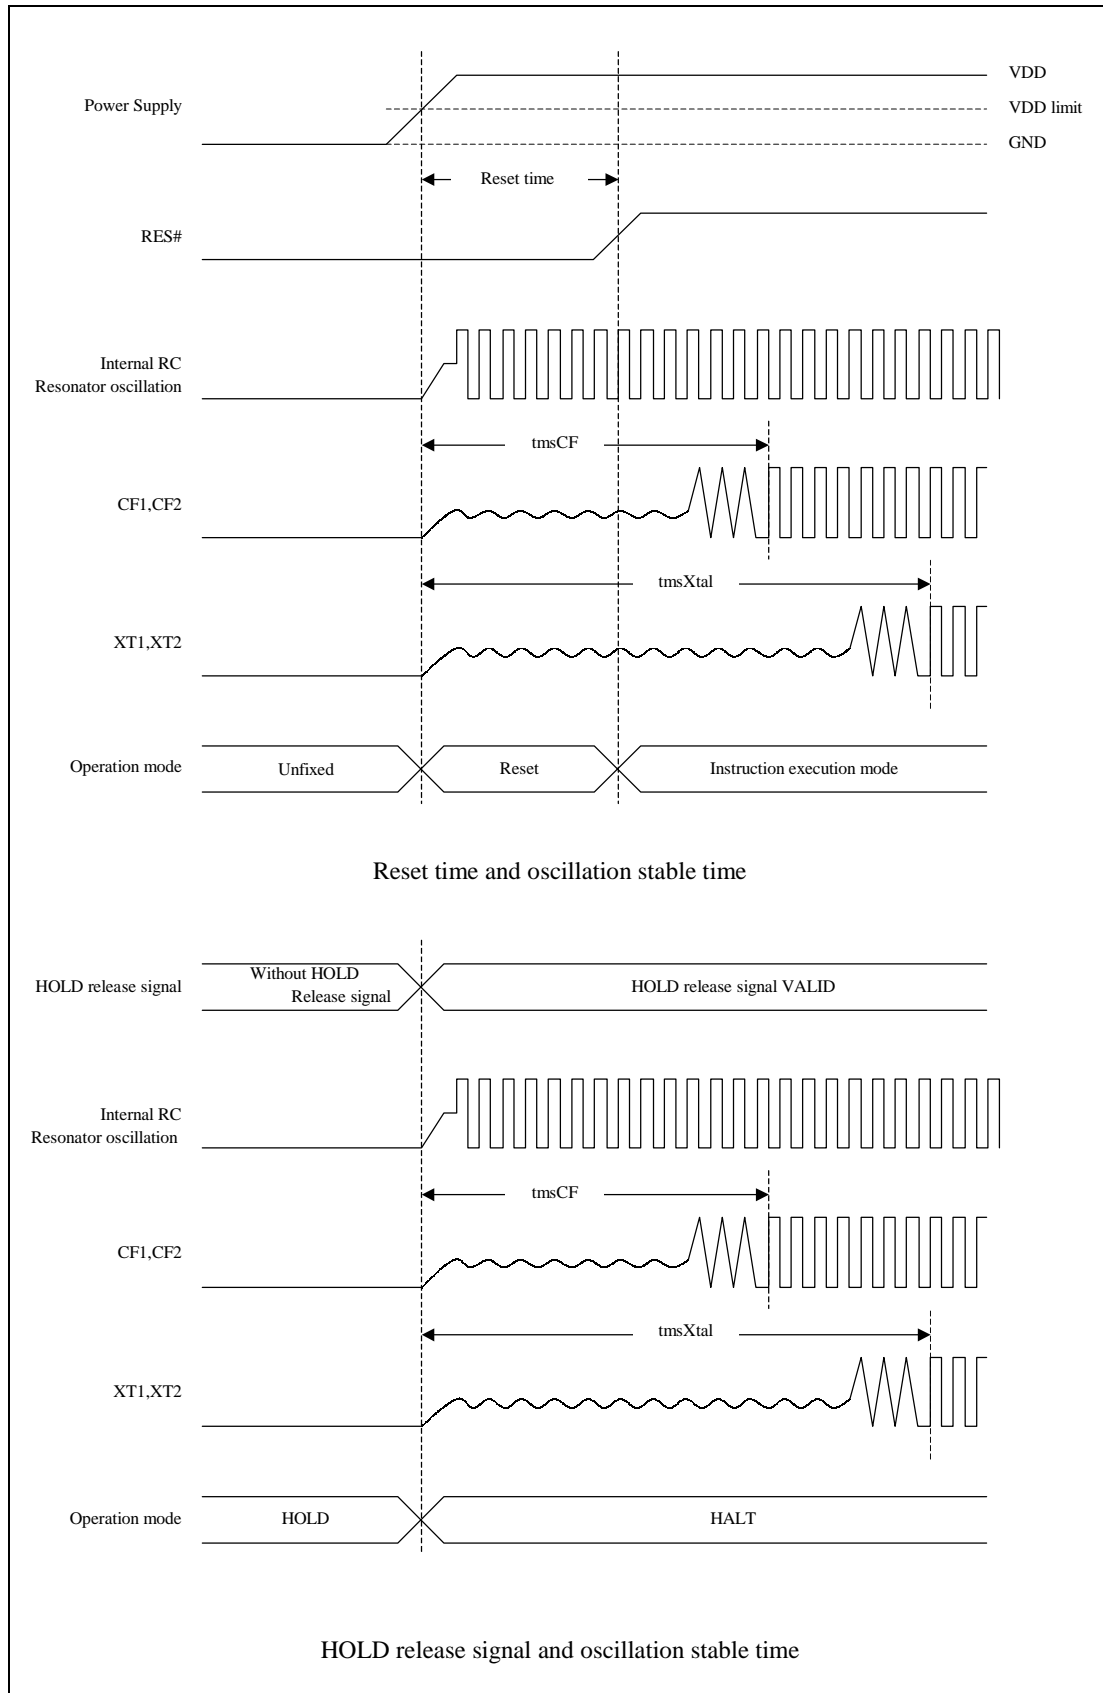 VDD
Power Supply
VDD limit
GND
Reset time
RES#
Internal RC
Resonator oscillation
tmsCF
CF1,CF2
tmsXtal
XT1,XT2
Operation mode
Unfixed
Reset
Instruction execution mode
Reset time and oscillation stable time
HOLD release signal
Without HOLD
Release signal
HOLD release signal VALID
Internal RC
Resonator oscillation
tmsCF
CF1,CF2
tmsXtal
XT1,XT2
Operation mode
HOLD
HALT
HOLD release signal and oscillation stable time